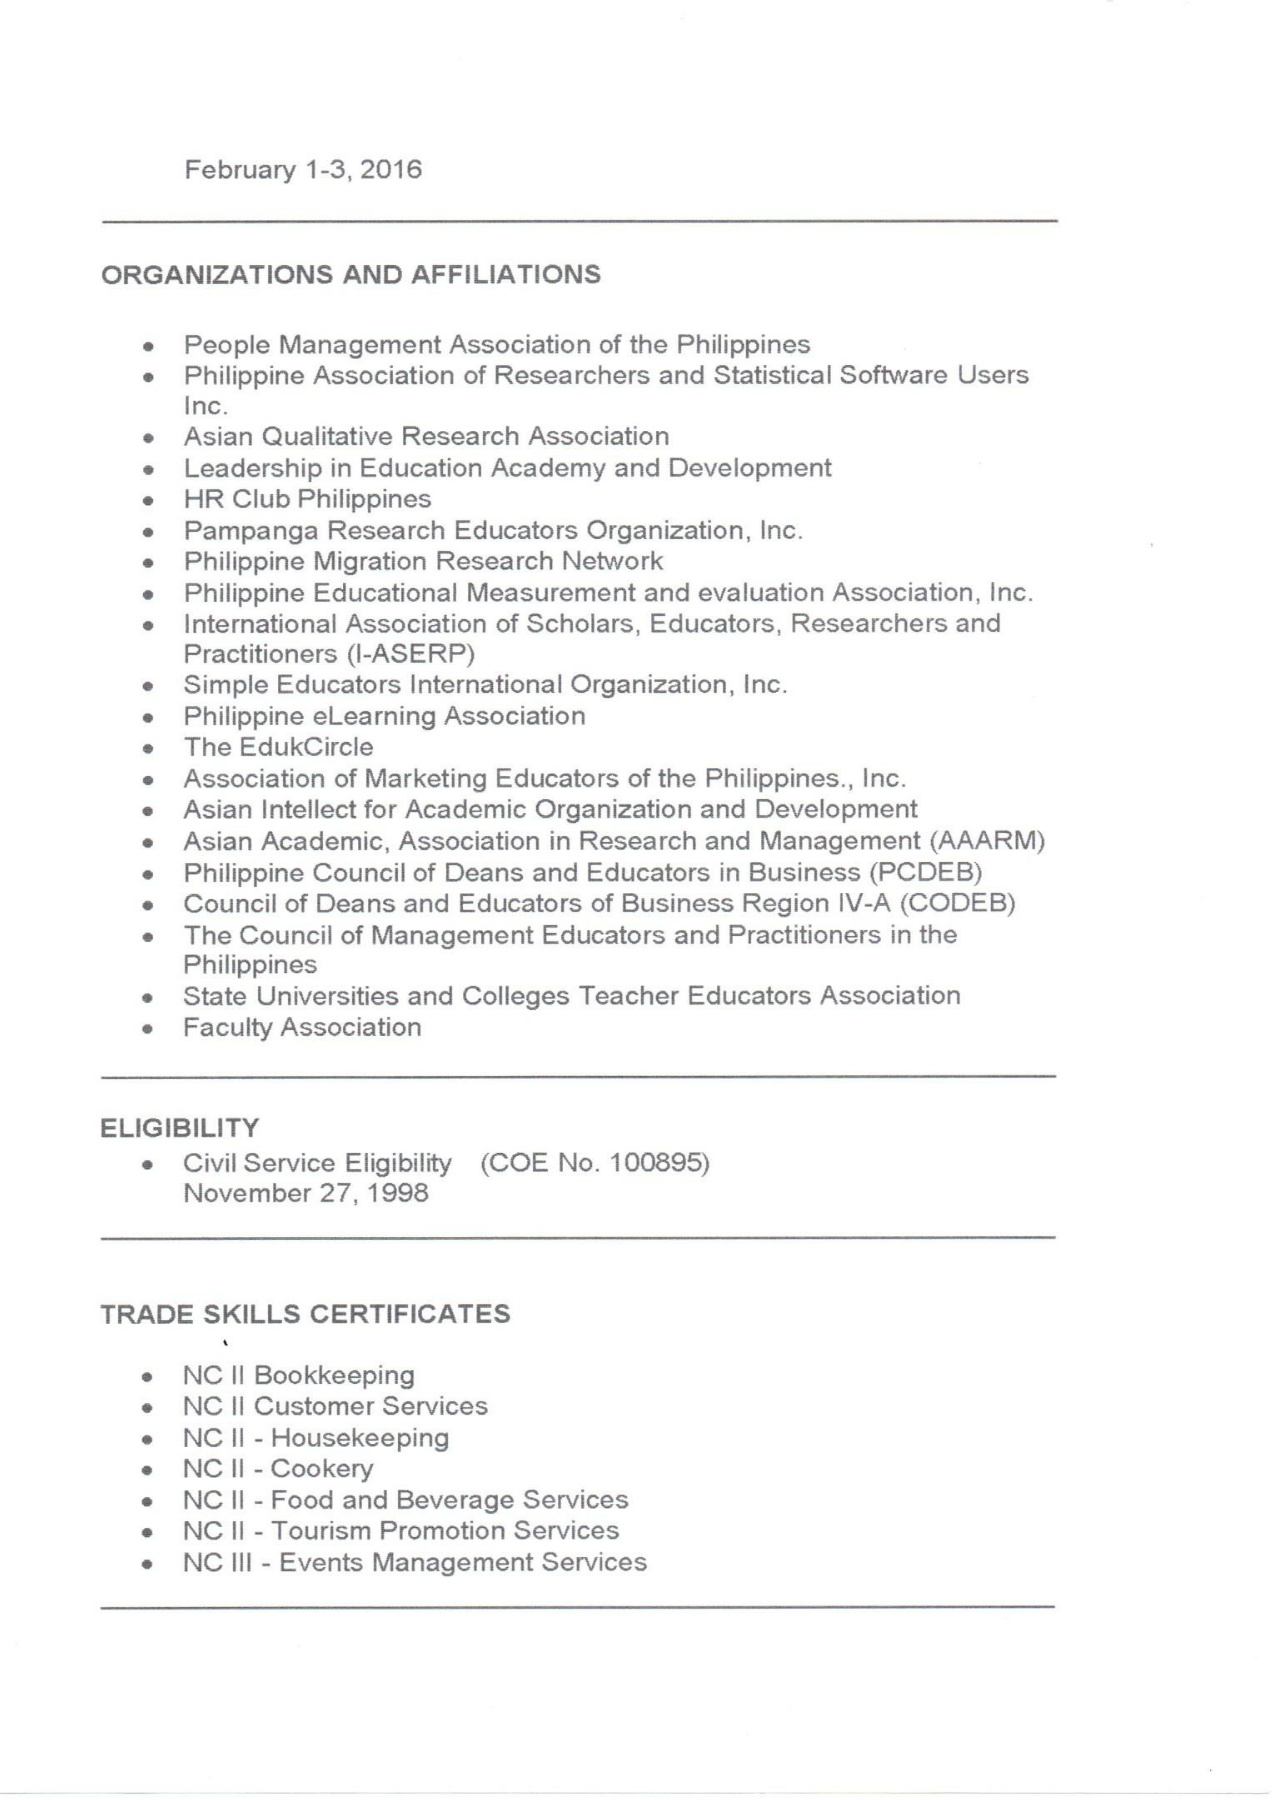 February 1-3, 2016
ORGANIZATIONS AND AFFILIATIONS
• People Management Association of the Philippines
• Philippine Association of Researchers and Statistical Software Users
Inc.
• Asian Qualitative Research Association
• Leadership in Education Academy and Development
• HR Club Philippines
• Pampanga Research Educators Organization, Inc.
• Philippine Migration Research Network
• Philippine Educational Measurement and evaluation Association, Inc.
• International Association of Scholars, Educators, Researchers and
Practitioners (I-ASERP)
• Simple Educators International Organization, Inc.
• Philippine eLearning Association
• The EdukCircle
• Association of Marketing Educators of the Philippines., Inc.
• Asian Intellect for Academic Organization and Development
• Asian Academic, Association in Research and Management (AAARM)
• Philippine Council of Deans and Educators in Business (PCDEB)
• Council of Deans and Educators of Business Region IV-A (CODEB)
• The Council of Management Educators and Practitioners in the
Philippines
• State Universities and Colleges Teacher Educators Association
• Faculty Association
ELIGIBILITY
• Civil Service Eligibility (COE No. 100895)
November 27, 1998
TRADE SKILLS CERTIFICATES
• NC II Bookkeeping
• NC II Customer Services
• NC II - Housekeeping
• NC II - Cookery
• NC II - Food and Beverage Services
• NC II - Tourism Promotion Services
• NC III - Events Management Services